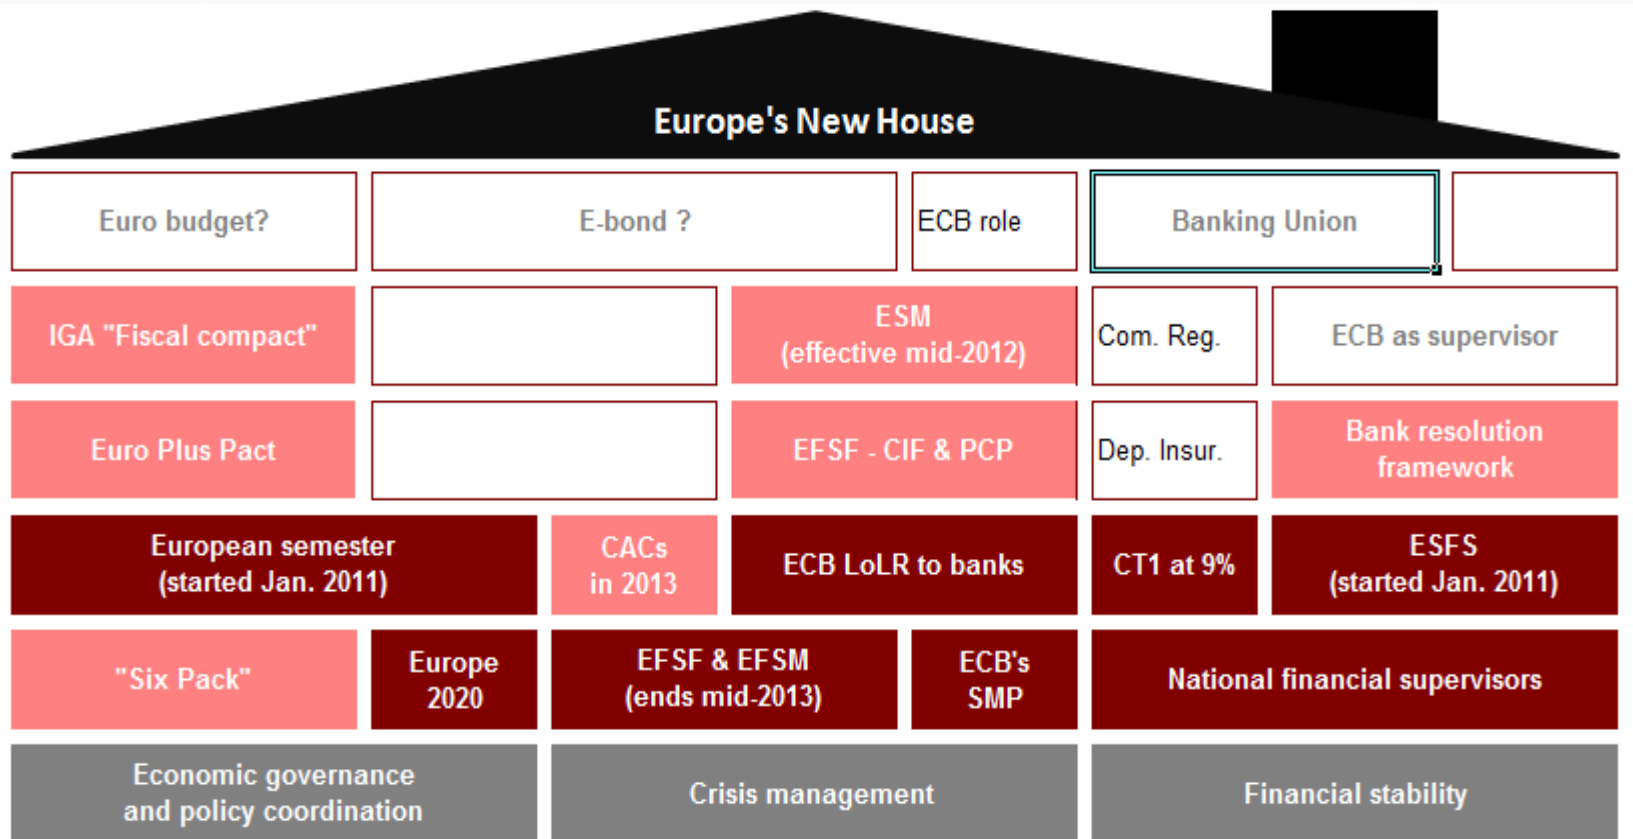 Europe's New House
Euro budget?
E-bond ?
ECB role
Banking Union
IGA "Fiscal compact"
ESM
(effective mid-2012)
Com. Reg.
ECB as supervisor
Euro Plus Pact
EFSF - CIF & PCP
Dep. Insur.
Bank resolution
framework
European semester
(started Jan. 2011)
CACs
in 2013
ECB LoLR to banks
CT1 at 9%
ESFS
(started Jan. 2011)
"Six Pack"
Europe
2020
EFSF & EFSM
(ends mid-2013)
ECB's
SMP
National financial supervisors
Economic governance
and policy coordination
Crisis management
Financial stability